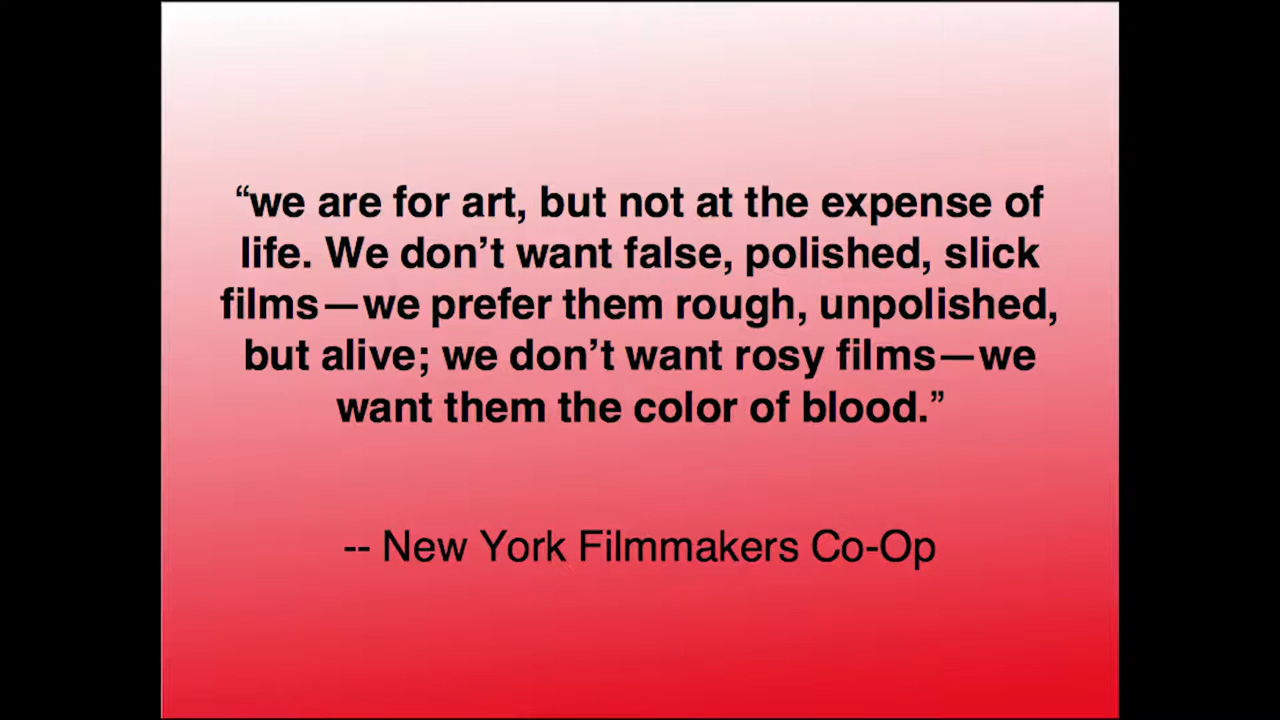 “we are for art, but not at the expense of
life. We don’t want false, polished, slick
films—we prefer them rough, unpolished,
but alive; we don’t want rosy films—we
want them the color of blood.”
-- New York Filmmakers Co-Op